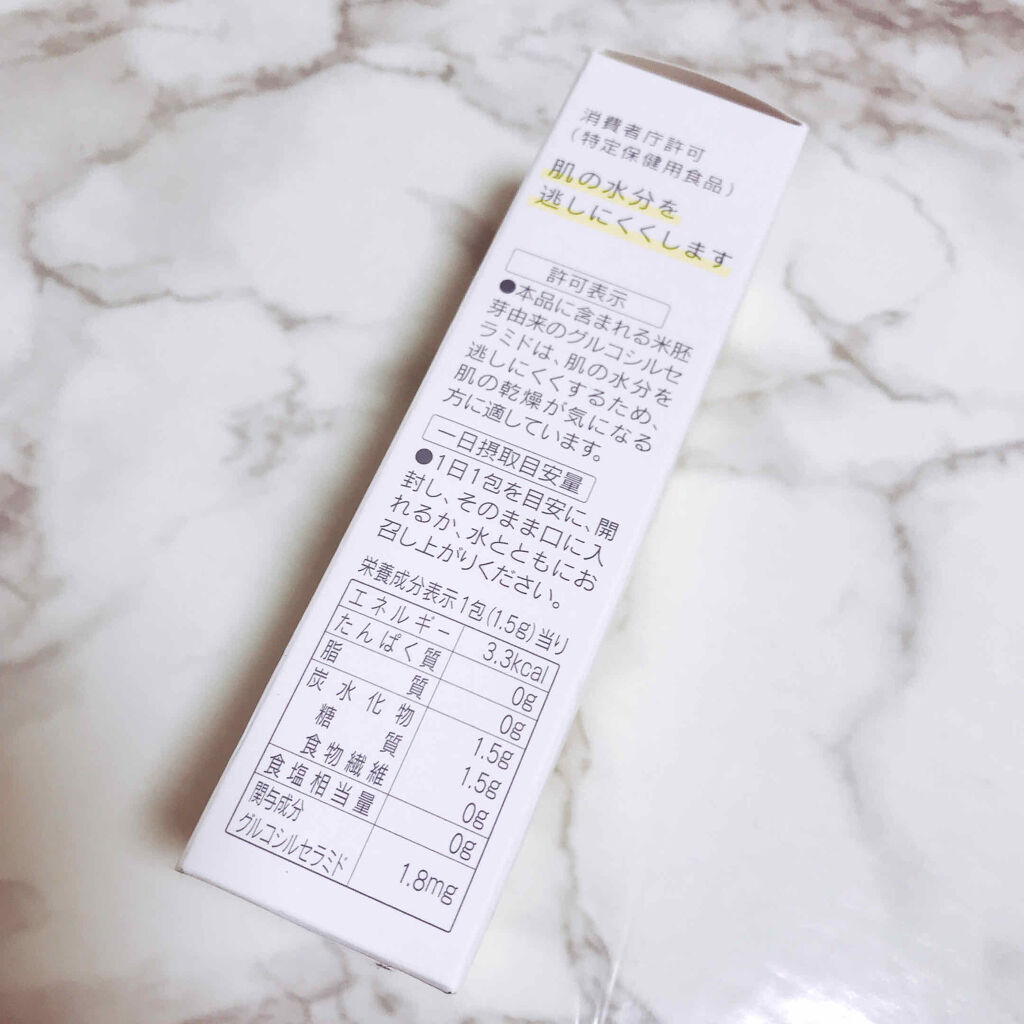 消費者庁許可
(特定保健用食品)
肌の水分を
逃しにくくします
許可表示
●本品に含まれる米胚
芽由来のグルコシルセ
ラミドは、肌の水分を
逃しにくくするため、
肌の乾燥が気になる
方に適しています。
一日摂取目安量
●1日1包を目安に、開
封し、そのまま口に入
れるか、水とともにお
召し上がりください。
栄養成分表示1包(1.5g)当り
エネルギー 3.3kcal
たんぱく質 0g
脂質 0g
炭水化物 1.5g
糖質 1.5g
食物繊維 0g
食塩相当量 0g
関与成分
グルコシルセラミド 1.8mg